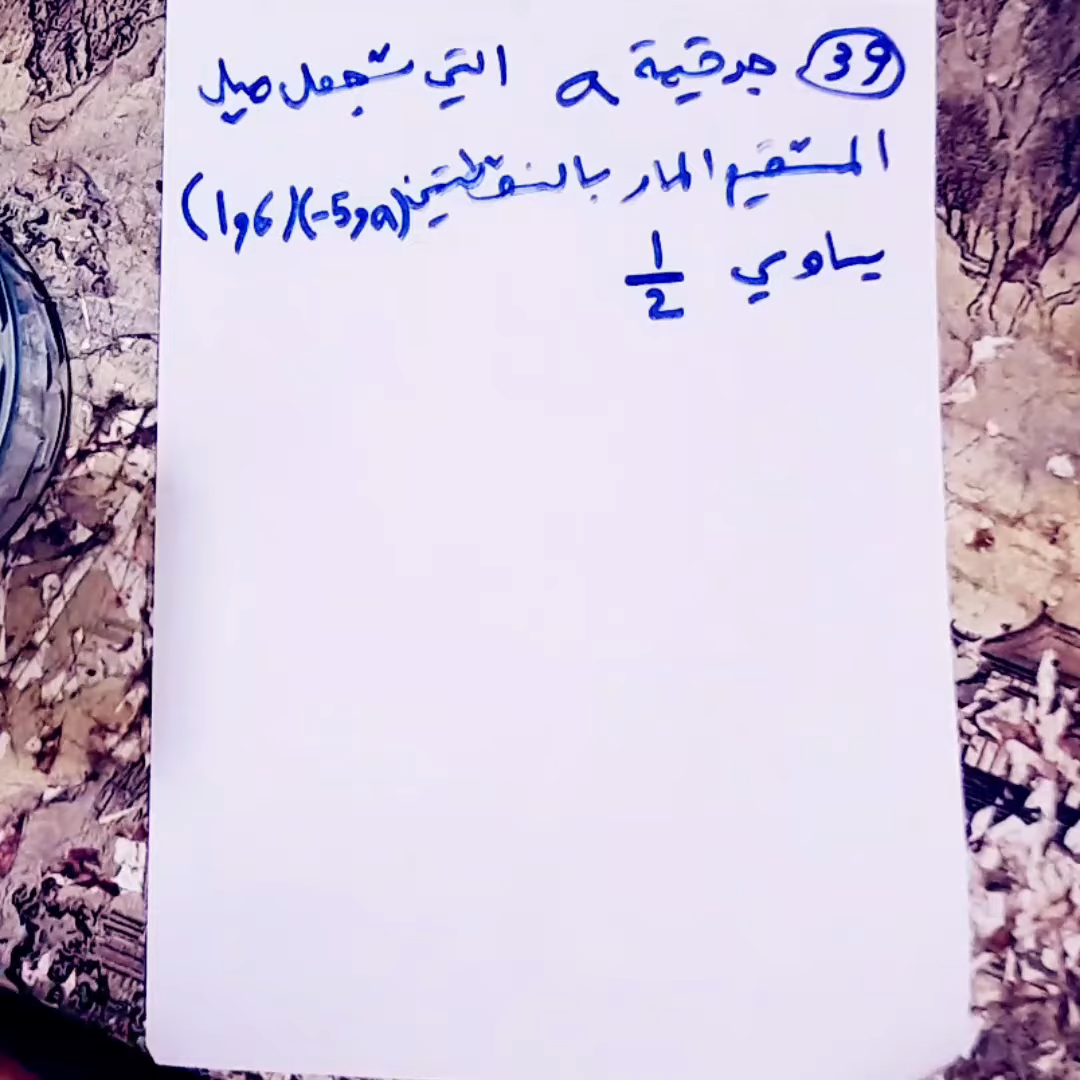 39 جد قيمة a التي تجعل ميل
المستقيم المار بالنقطتين (-5,a) (1,6)
يساوي 1/2